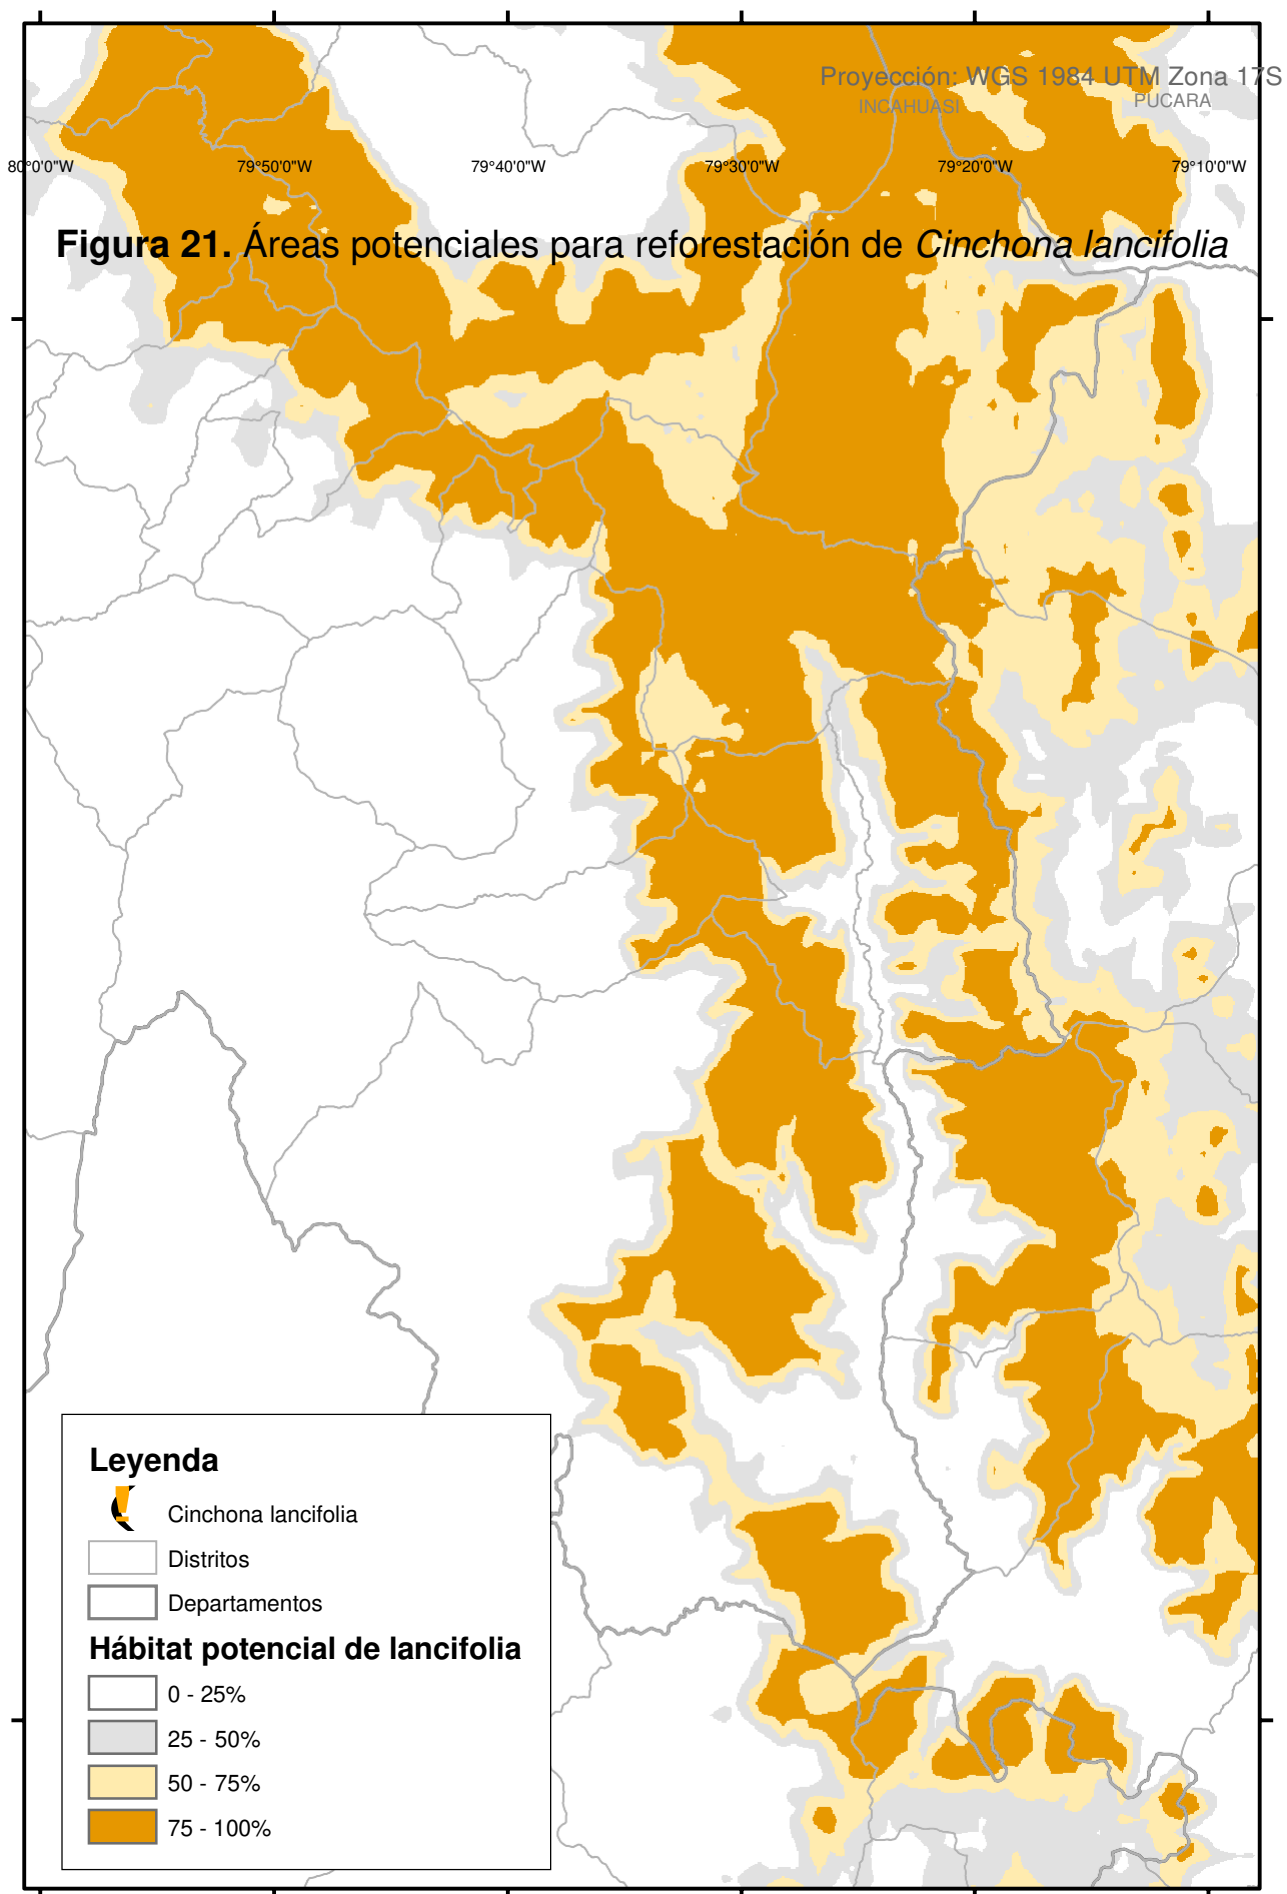 Proyección: WGS 1984 UTM Zona 17S
INCAHUASI
PUCARA
80°0'0"W 79°50'0"W 79°40'0"W 79°30'0"W 79°20'0"W 79°10'0"W
Figura 21. Áreas potenciales para reforestación de Cinchona lancifolia
Leyenda
Cinchona lancifolia
Distritos
Departamentos
Hábitat potencial de lancifolia
0 - 25%
25 - 50%
50 - 75%
75 - 100%